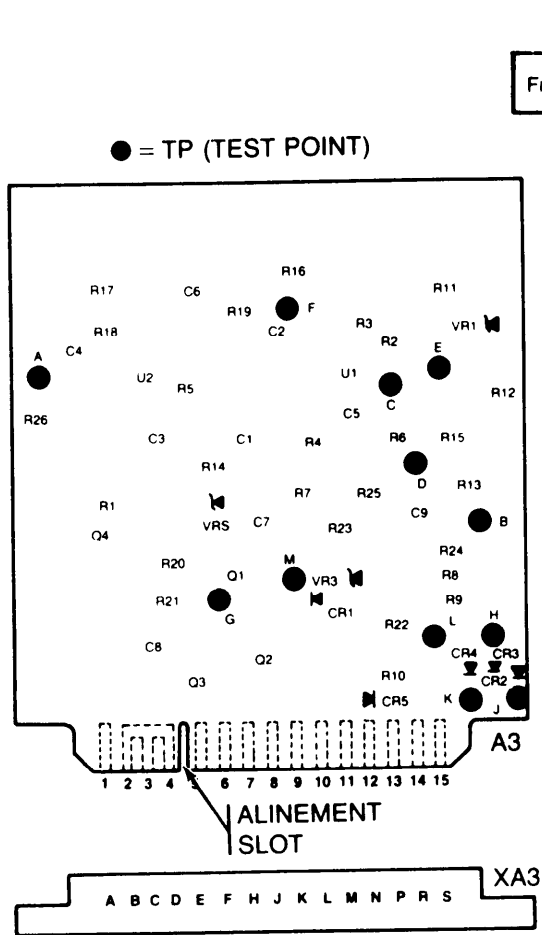 F
● = TP (TEST POINT)
R16
R17 C6 R11
R19 F
R18 C2 R3 VR1
R2
A C4 E
U2 U1
R5 R12
C
R26 C5
C3 C1 R4 R6 R15
R14
D R13
R1 R7 R25
VRS C7 C9 B
Q4 R23
R24
R20 M
Q1 VR3 R8
R21 R9
G CR1 H
R22 L
C8 CR4 CR3
Q2
Q3 R10 CR2
CR5 K J
A3
1 2 3 4 5 6 7 8 9 10 11 12 13 14 15
ALINEMENT
SLOT
XA3
A B C D E F H J K L M N P R S